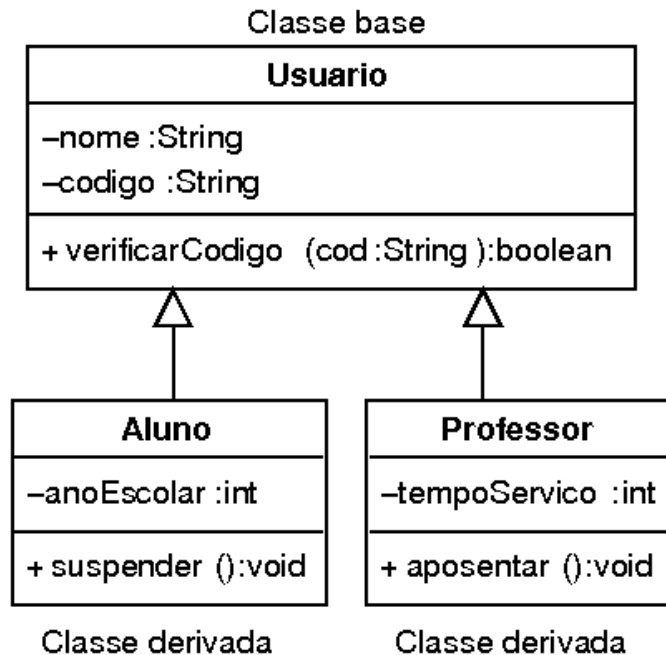 Classe base
Usuario
–nome :String
–codigo :String
+ verificarCodigo (cod :String ):boolean
Aluno
–anoEscolar :int
+ suspender ():void
Classe derivada
Professor
–tempoServico :int
+ aposentar ():void
Classe derivada